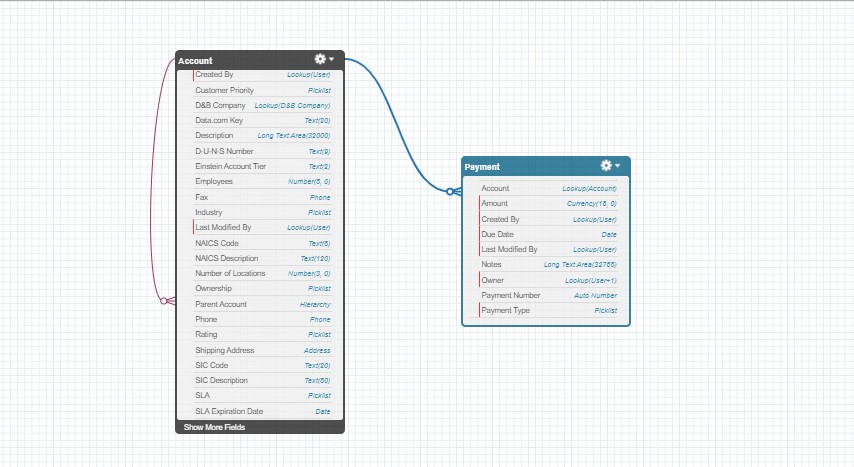 Account
Created By Lookup(User)
Customer Priority Picklist
D&B Company Lookup(D&B Company)
Data.com Key Text(20)
Description Long Text Area(32000)
D-U-N-S Number Text(9)
Einstein Account Tier Text(2)
Employees Number(8, 0)
Fax Phone
Industry Picklist
Last Modified By Lookup(User)
NAICS Code Text(8)
NAICS Description Text(120)
Number of Locations Number(3, 0)
Ownership Picklist
Parent Account Hierarchy
Phone Phone
Rating Picklist
Shipping Address Address
SIC Code Text(20)
SIC Description Text(80)
SLA Picklist
SLA Expiration Date Date
Show More Fields
Payment
Account Lookup(Account)
Amount Currency(18, 0)
Created By Lookup(User)
Due Date Date
Last Modified By Lookup(User)
Notes Long Text Area(32768)
Owner Lookup(User+1)
Payment Number Auto Number
Payment Type Picklist